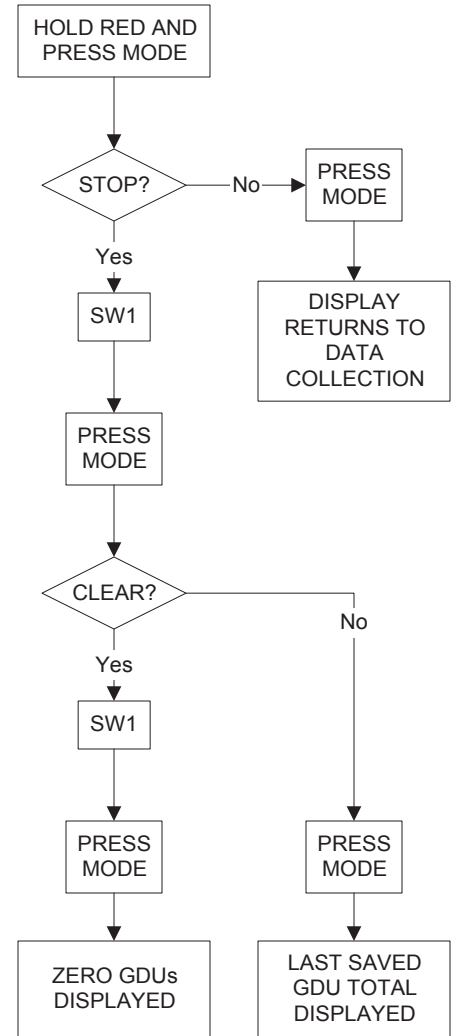 HOLD RED AND
PRESS MODE
STOP?
No
PRESS
MODE
Yes
DISPLAY
RETURNS TO
DATA
COLLECTION
SW1
PRESS
MODE
CLEAR?
No
Yes
SW1
PRESS
MODE
PRESS
MODE
ZERO GDUs
DISPLAYED
LAST SAVED
GDU TOTAL
DISPLAYED